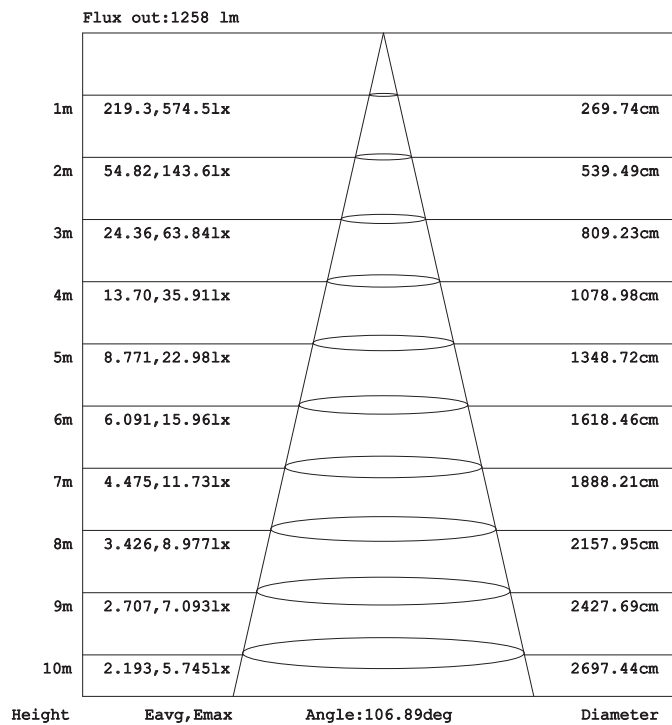 Flux out:1258 lm
1m 219.3,574.5lx 269.74cm
2m 54.82,143.6lx 539.49cm
3m 24.36,63.84lx 809.23cm
4m 13.70,35.91lx 1078.98cm
5m 8.771,22.98lx 1348.72cm
6m 6.091,15.96lx 1618.46cm
7m 4.475,11.73lx 1888.21cm
8m 3.426,8.977lx 2157.95cm
9m 2.707,7.093lx 2427.69cm
10m 2.193,5.745lx 2697.44cm
Height Eavg,Emax Angle:106.89deg Diameter